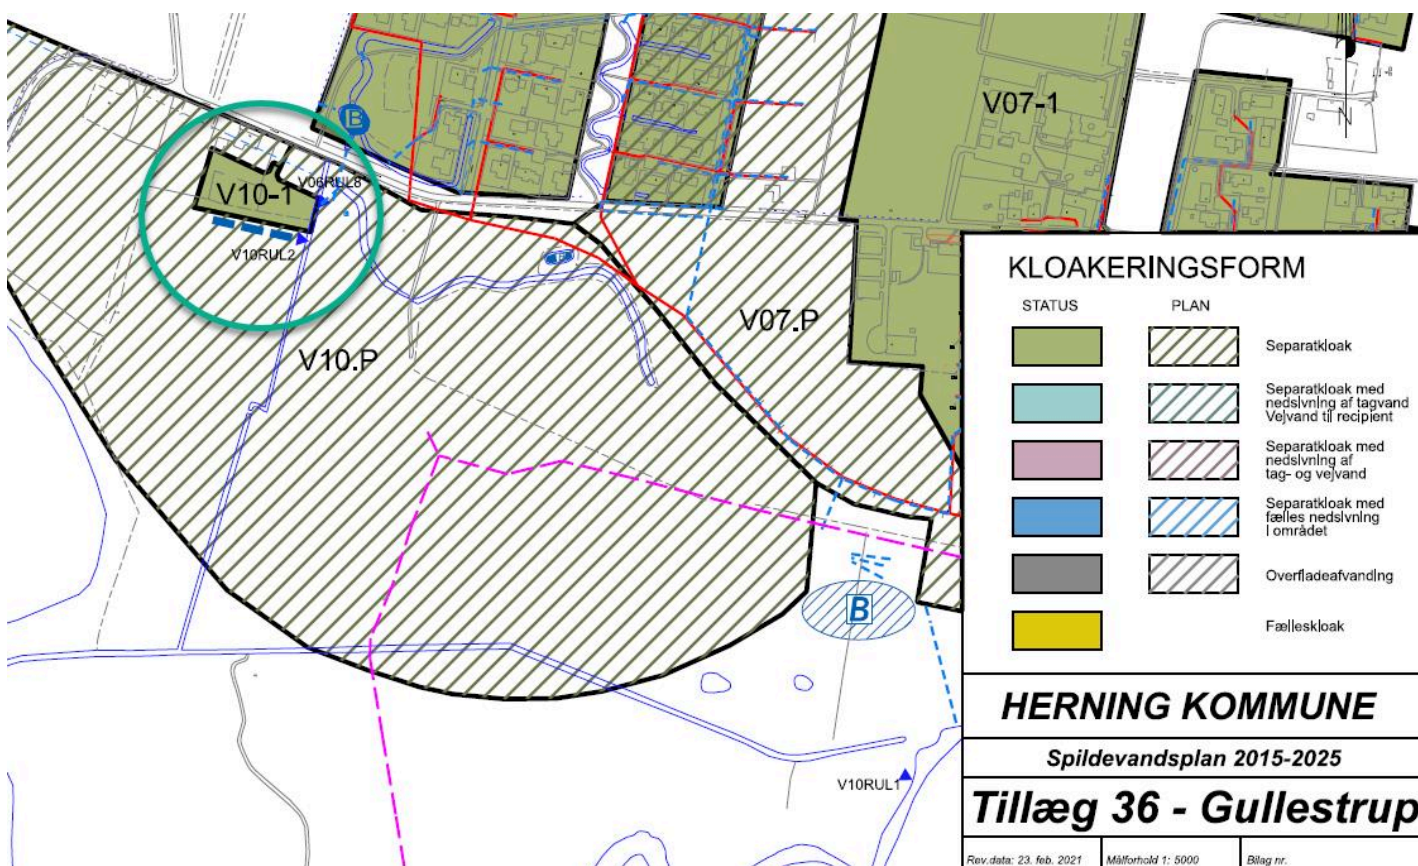 B
V07-1
V10-1
V06RUL8
V10RUL2
V07.P
V10.P
B
V10RUL1
KLOAKERINGSFORM
STATUS
PLAN
Separatkloak
Separatkloak med
nedsivning af tagvand
Vejvand til recipient
Separatkloak med
nedsivning af
tag- og vejvand
Separatkloak med
fælles nedsivning
i området
Overfladeafvanding
Fælleskloak
HERNING KOMMUNE
Spildevandsplan 2015-2025
Tillæg 36 - Gullestrup
Rev.dato: 23. feb. 2021
Målforhold 1: 5000
Bilag nr.